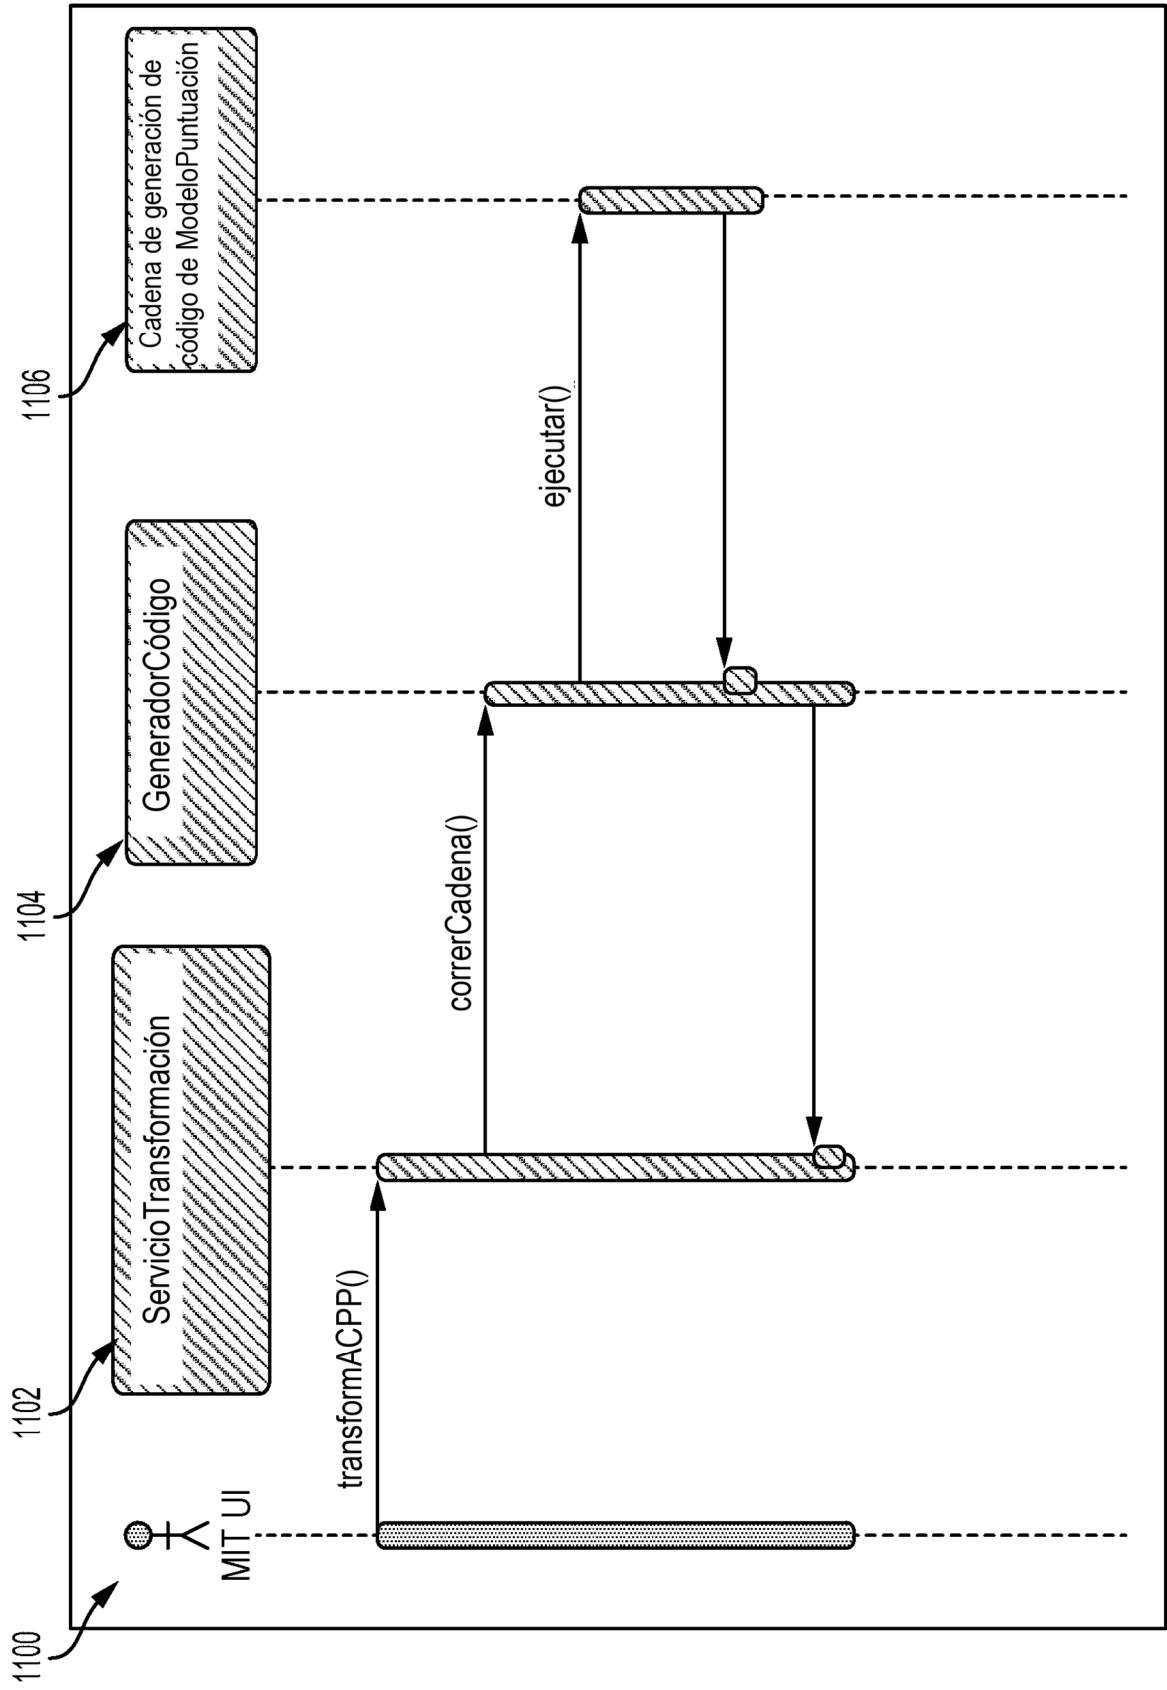 1100
1102
1104
1106
MIT UI
ServicioTransformación
GeneradorCódigo
Cadena de generación de
código de ModeloPuntuación
transformACPP()
correrCadena()
ejecutar()